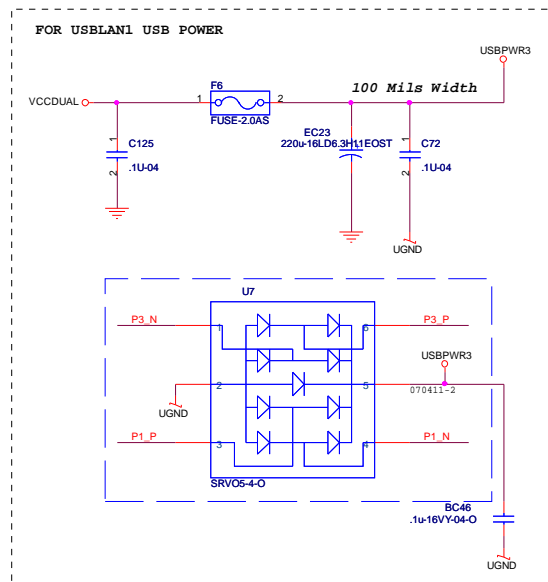 FOR USBLAN1 USB POWER
USBPWR3
F6
1
2
100 Mils Width
VCCDUAL
FUSE-2.0AS
EC23
220u-16LD6.3H11EOST
1
C125
2
.1U-04
1
C72
2
.1U-04
UGND
U7
P3_N
1
6
P3_P
USBPWR3
2
5
070411-2
UGND
P1_P
3
4
P1_N
SRVO5-4-O
BC46
.1u-16VY-04-O
UGND